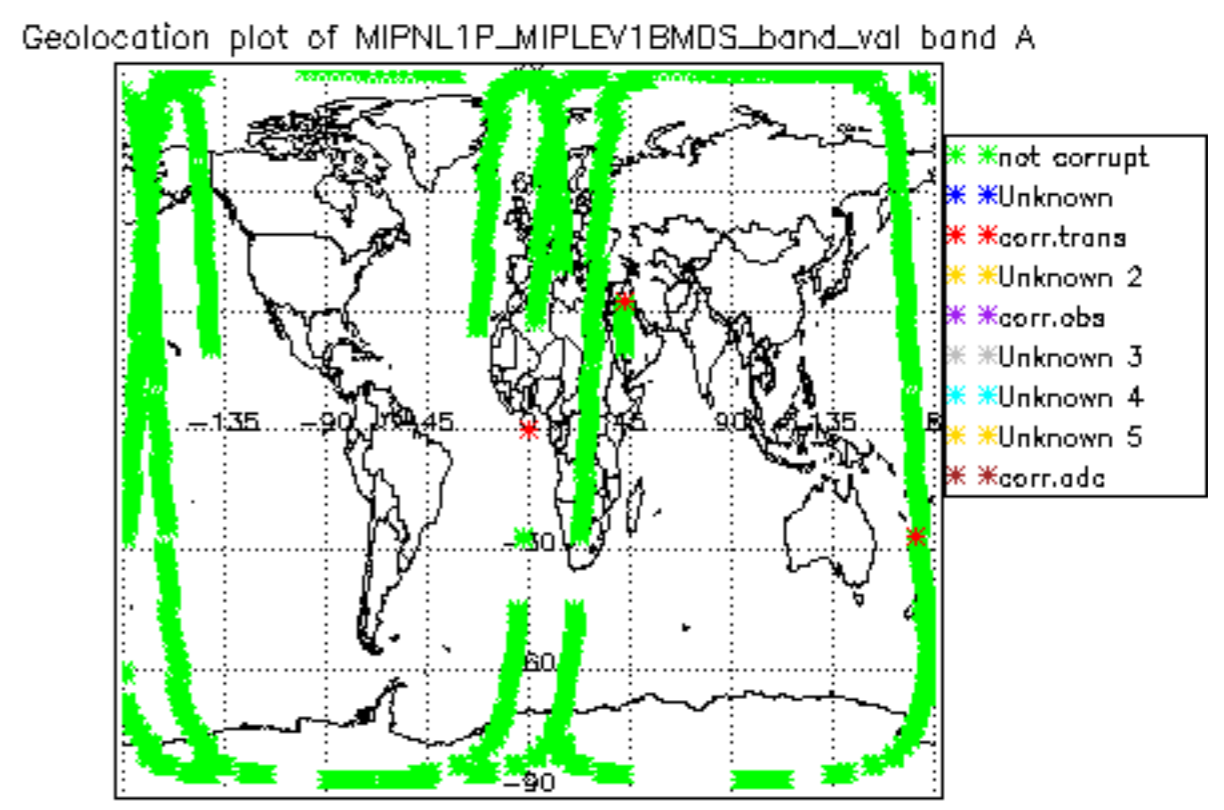 Geolocation plot of MIPNL1P_MIPLEV1BMDS_band_val band A
not corrupt
Unknown
corr.trans
Unknown 2
corr.obs
Unknown 3
Unknown 4
Unknown 5
corr.adc
-135 -90 -45 45 90 135
-30
-60
-90